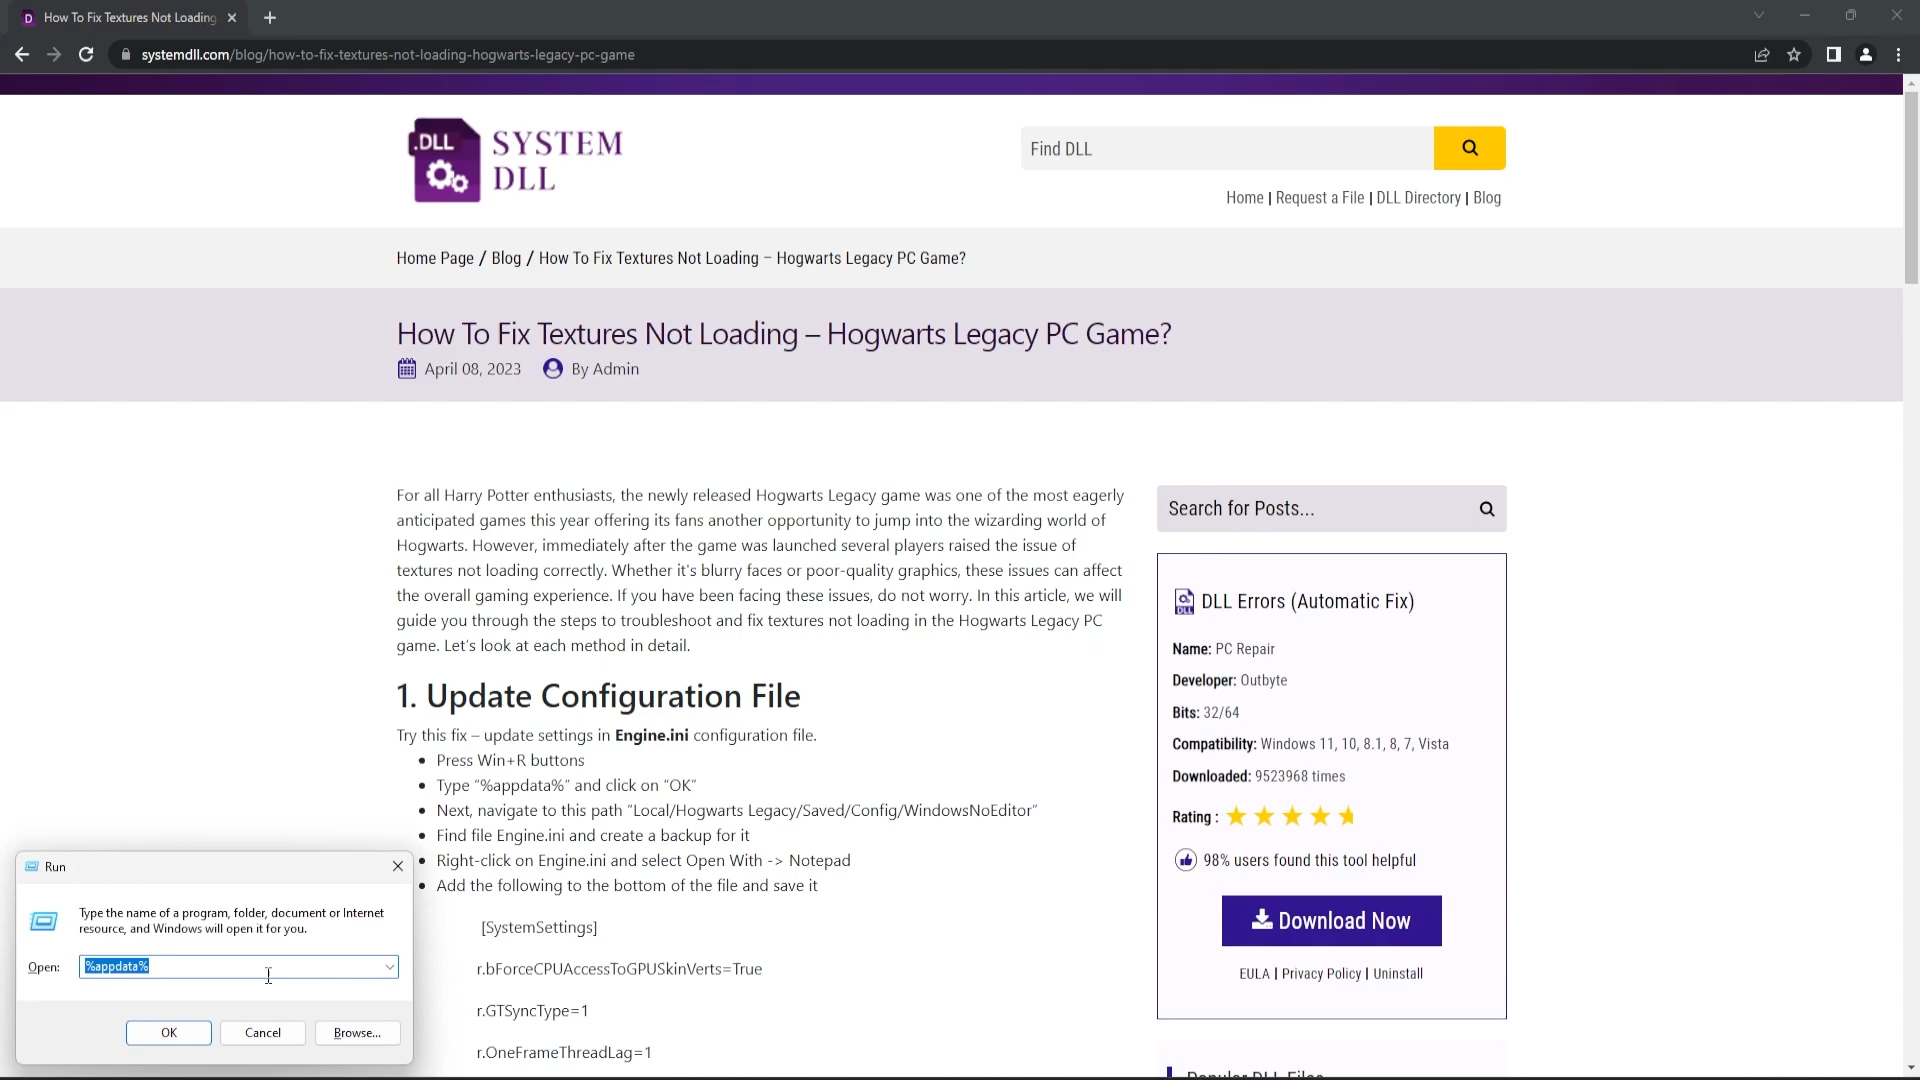 How To Fix Textures Not Loading
systemdll.com/blog/how-to-fix-textures-not-loading-hogwarts-legacy-pc-game
.DLL
SYSTEM
DLL
Find DLL
Home | Request a File | DLL Directory | Blog
Home Page / Blog / How To Fix Textures Not Loading – Hogwarts Legacy PC Game?
How To Fix Textures Not Loading – Hogwarts Legacy PC Game?
April 08, 2023 By Admin
For all Harry Potter enthusiasts, the newly released Hogwarts Legacy game was one of the most eagerly
anticipated games this year offering its fans another opportunity to jump into the wizarding world of
Hogwarts. However, immediately after the game was launched several players raised the issue of
textures not loading correctly. Whether it's blurry faces or poor-quality graphics, these issues can affect
the overall gaming experience. If you have been facing these issues, do not worry. In this article, we will
guide you through the steps to troubleshoot and fix textures not loading in the Hogwarts Legacy PC
game. Let's look at each method in detail.
1. Update Configuration File
Try this fix – update settings in Engine.ini configuration file.
• Press Win+R buttons
• Type "%appdata%" and click on "OK"
• Next, navigate to this path "Local/Hogwarts Legacy/Saved/Config/WindowsNoEditor"
• Find file Engine.ini and create a backup for it
• Right-click on Engine.ini and select Open With -> Notepad
• Add the following to the bottom of the file and save it
[SystemSettings]
r.bForceCPUAccessToGPUSkinVerts=True
r.GTSyncType=1
r.OneFrameThreadLag=1
Search for Posts...
DLL Errors (Automatic Fix)
Name: PC Repair
Developer: Outbyte
Bits: 32/64
Compatibility: Windows 11, 10, 8.1, 8, 7, Vista
Downloaded: 9523968 times
Rating :
98% users found this tool helpful
Download Now
EULA | Privacy Policy | Uninstall
Popular DLL Files
Run
Type the name of a program, folder, document or Internet
resource, and Windows will open it for you.
Open: %appdata%
OK Cancel Browse...